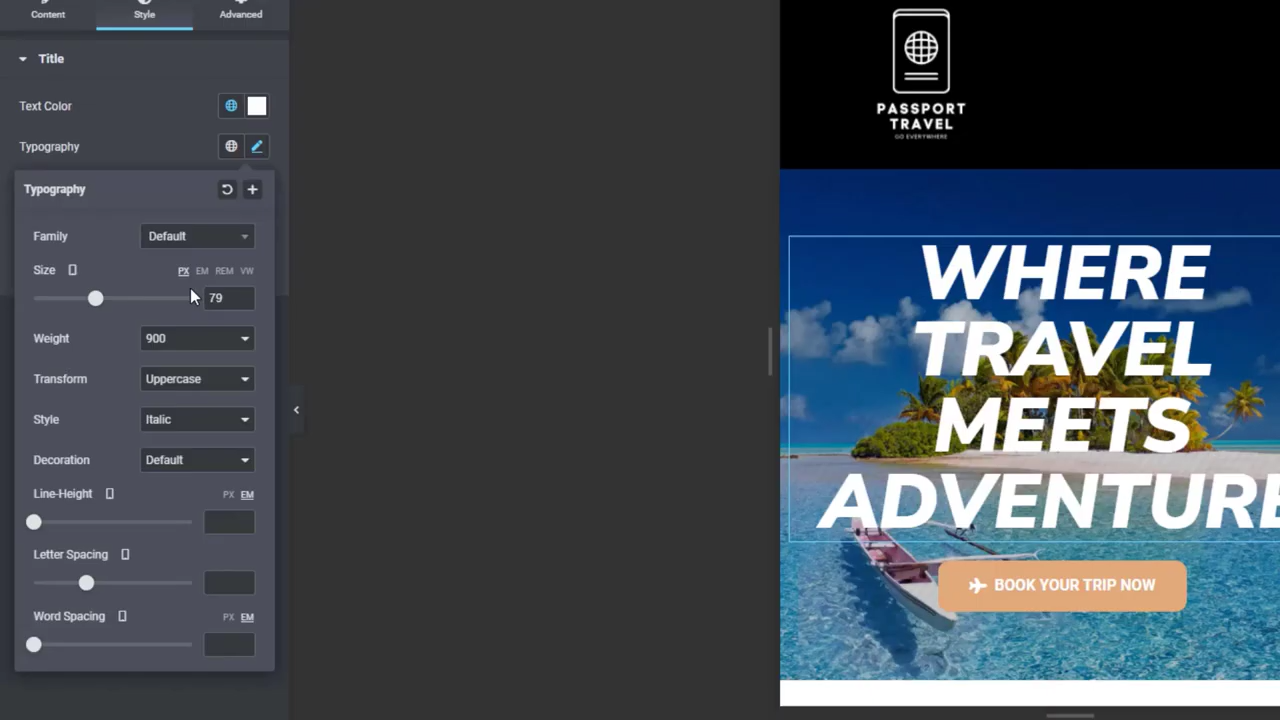 Content Style Advanced
Title
Text Color
Typography
Typography
Family Default
Size PX EM REM VW
79
Weight 900
Transform Uppercase
Style Italic
Decoration Default
Line-Height PX EM
Letter Spacing
Word Spacing PX EM
PASSPORT
TRAVEL
GO EVERYWHERE
WHERE
TRAVEL
MEETS
ADVENTURE
BOOK YOUR TRIP NOW